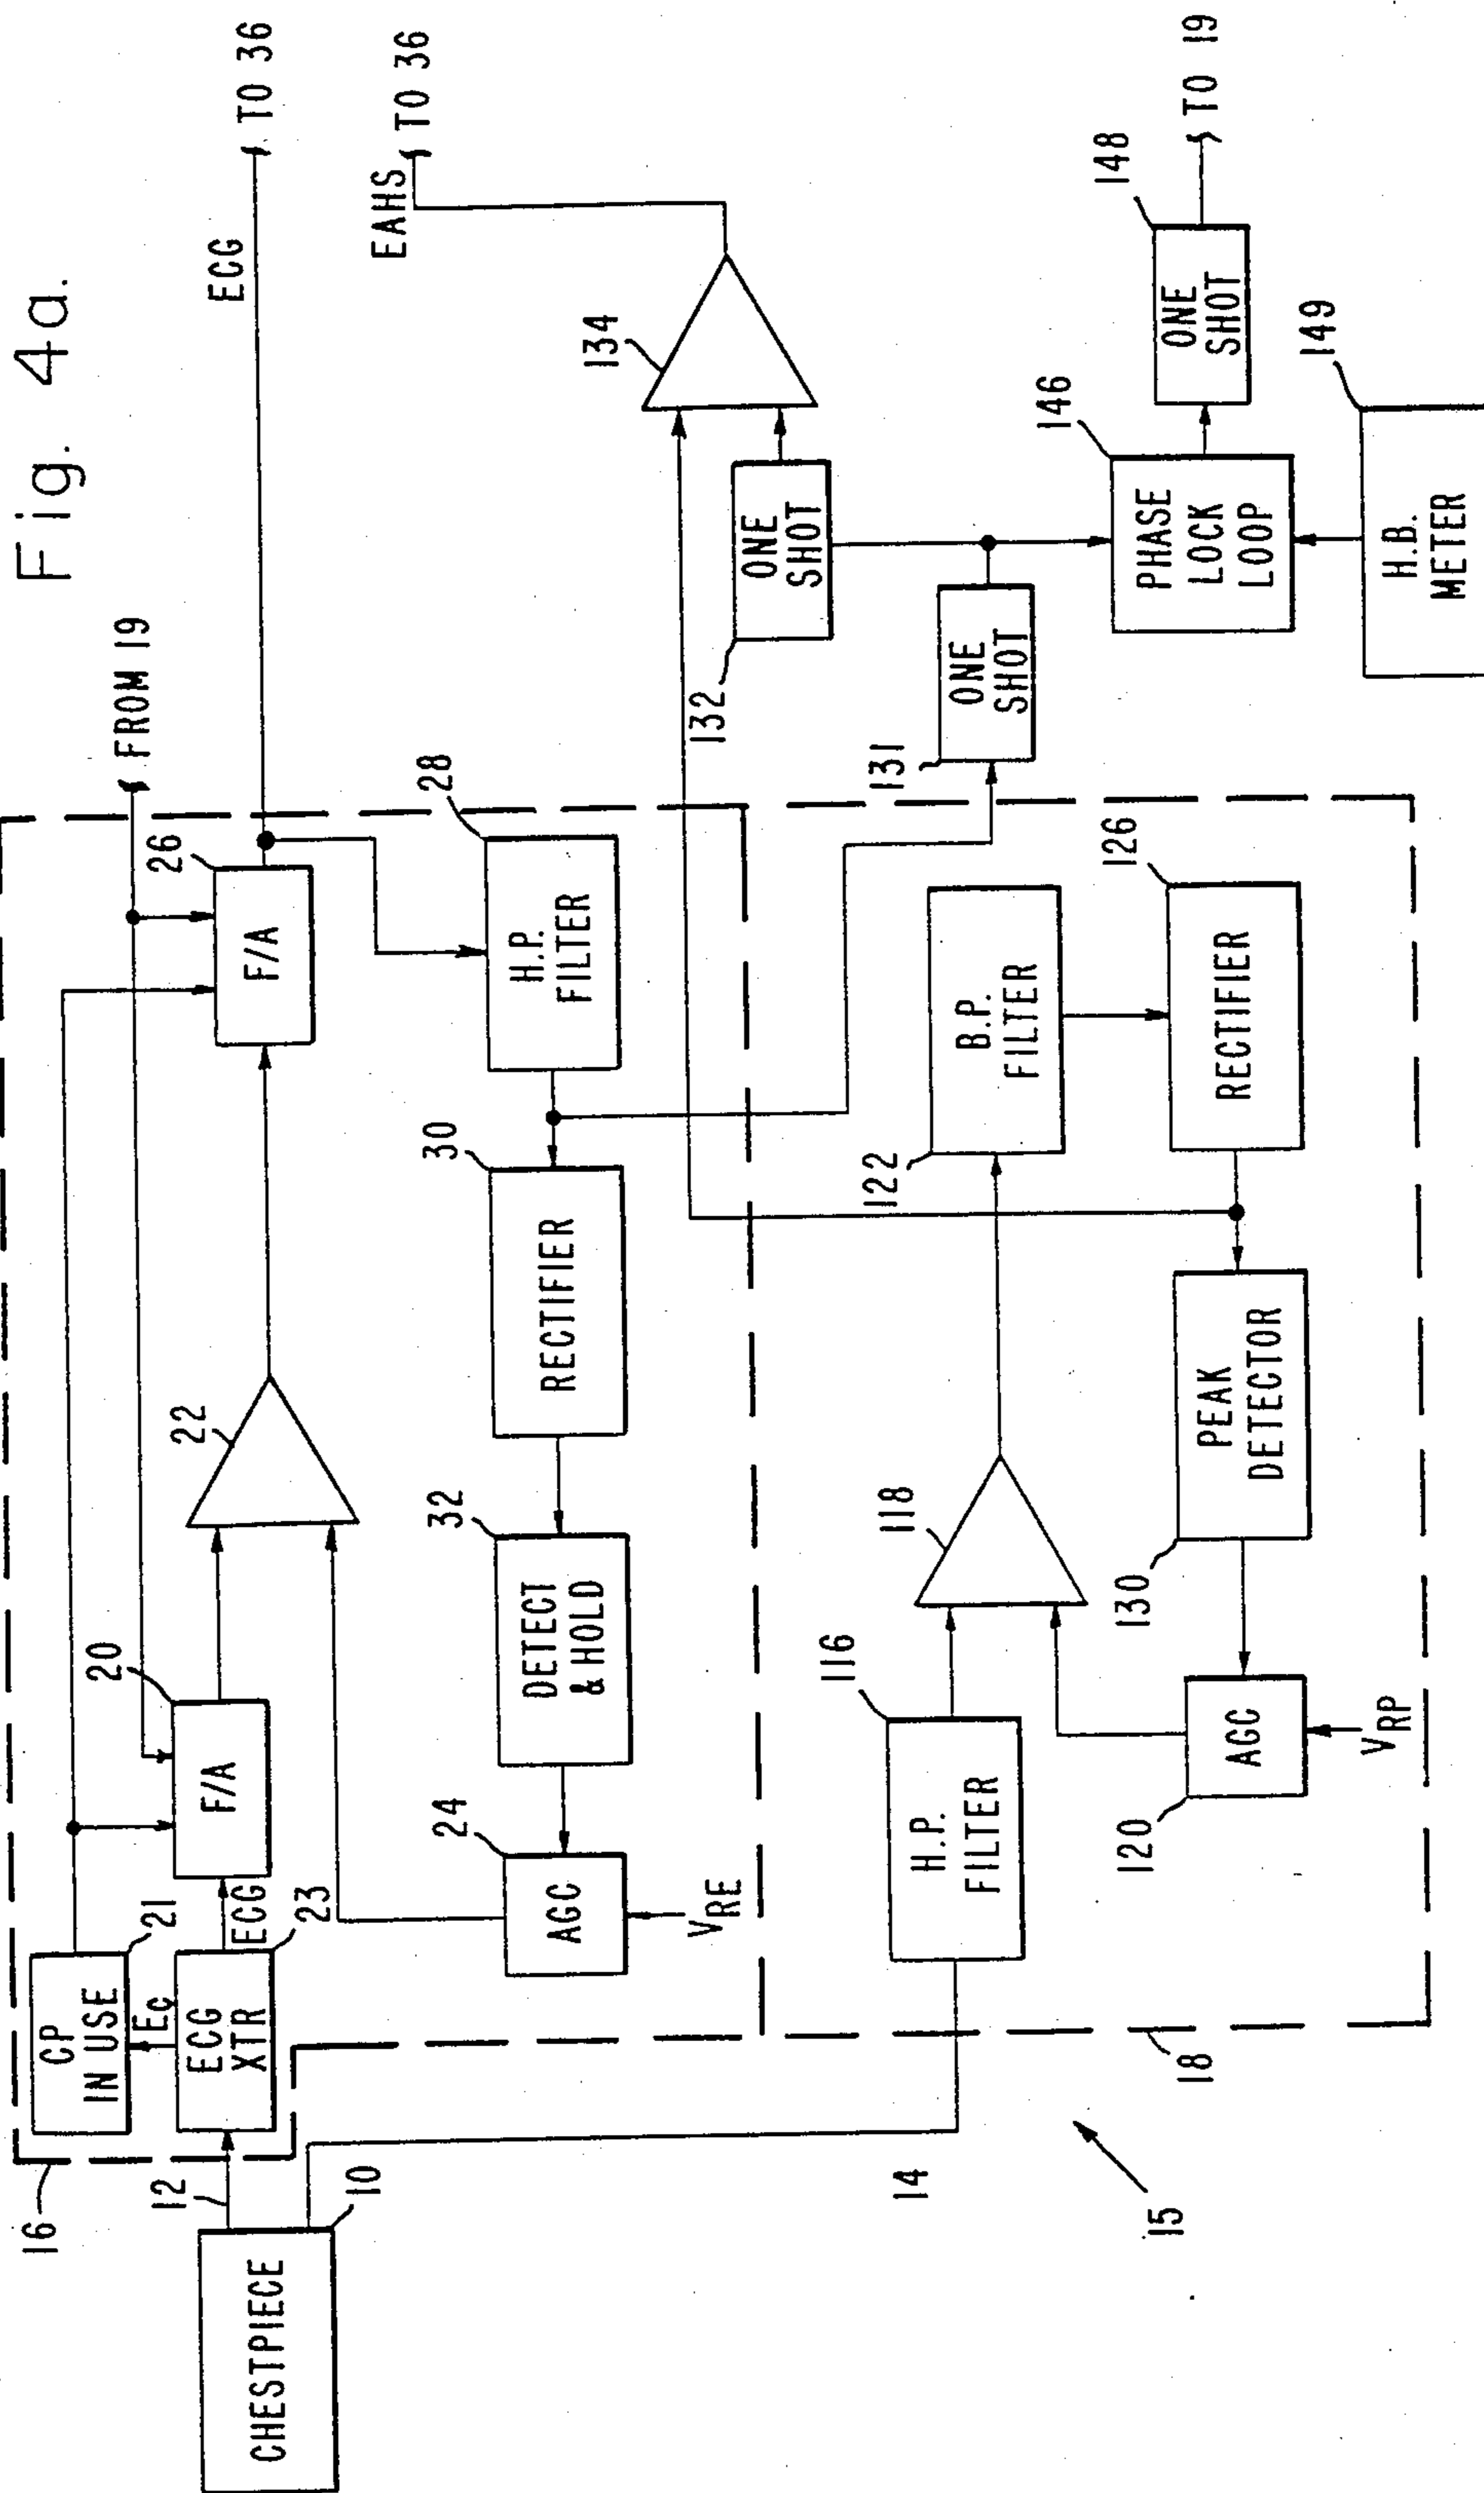 Fig. 4a.
FROM 19
ECG
TO 36
EAHS
TO 36
16
CP
IN USE
21
Ec
ECG
XTR
23
ECG
12
CHESTPIECE
10
20
F/A
22
26
F/A
24
AGC
VRE
32
DETECT
& HOLD
30
RECTIFIER
28
H.P.
FILTER
134
132
ONE
SHOT
131
ONE
SHOT
146
PHASE
LOCK
LOOP
148
ONE
SHOT
TO 19
149
H.B.
METER
14
116
H.P.
FILTER
118
122
B.P.
FILTER
126
RECTIFIER
130
PEAK
DETECTOR
120
AGC
VRP
18
15